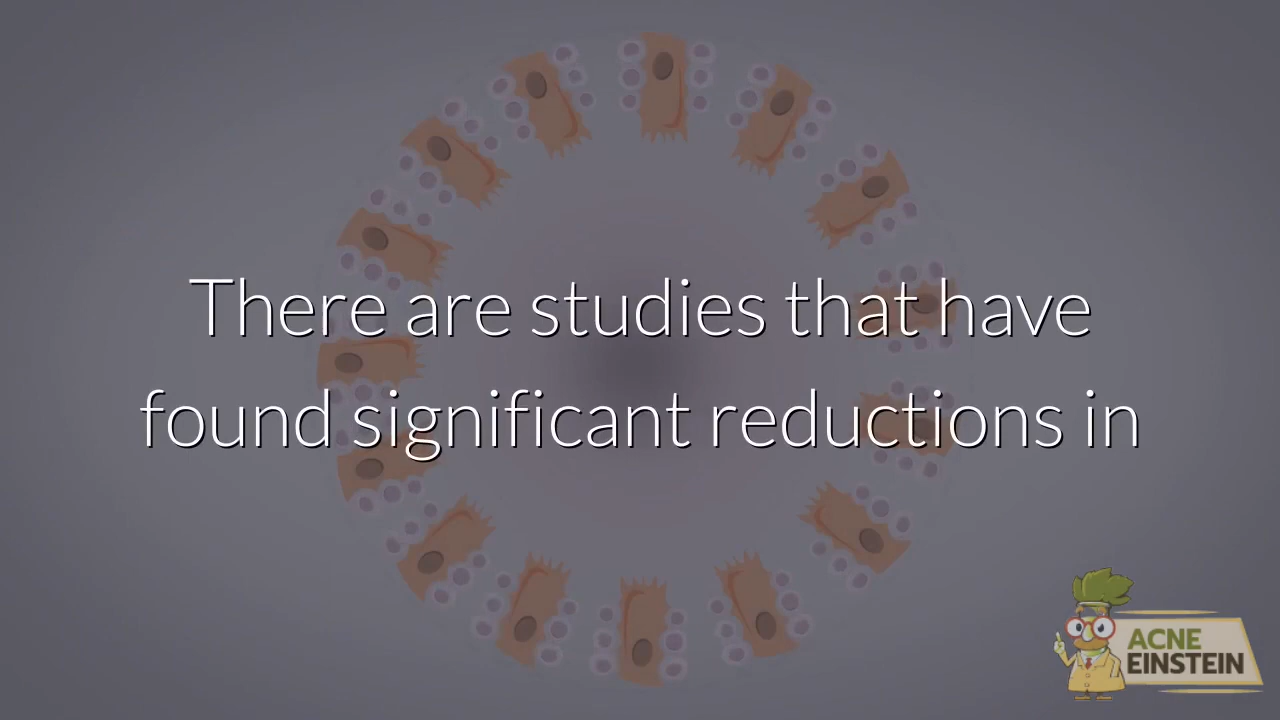 There are studies that have
found significant reductions in
ACNE
EINSTEIN